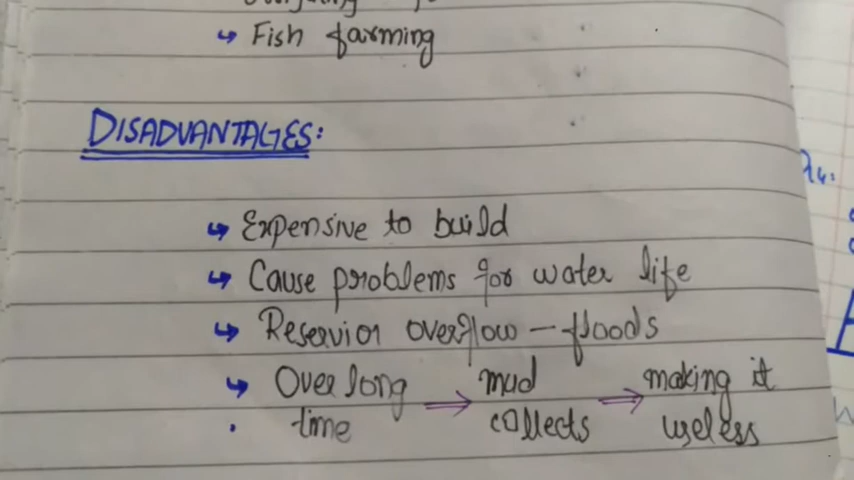 ↳ Fish farming
DISADVANTAGES:
↳ Expensive to build
↳ Cause problems for water life
↳ Reservior overflow – floods
↳ Over long time ⇒ mud collects ⇒ making it useless